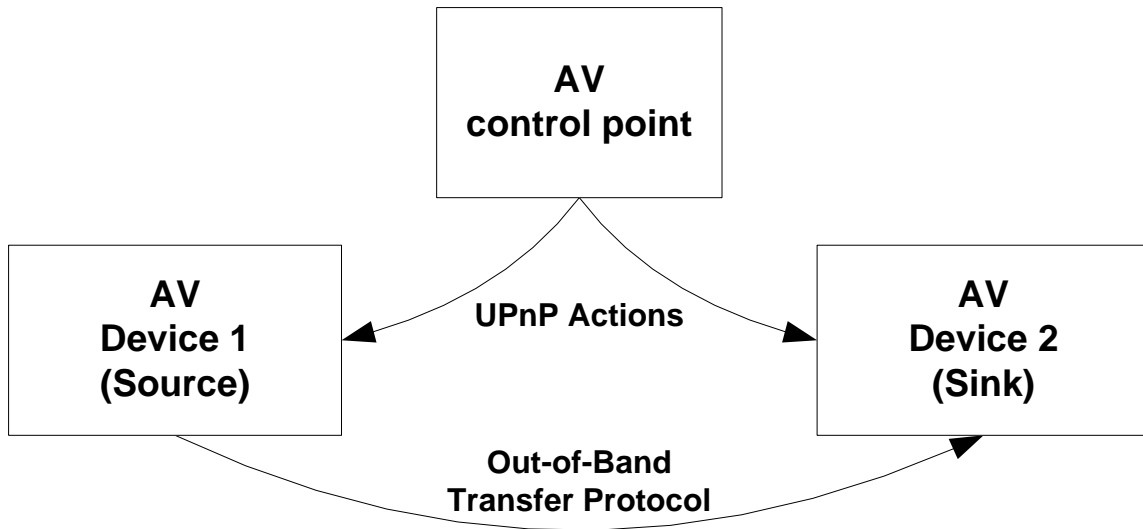 AV
control point
AV
Device 1
(Source)
UPnP Actions
AV
Device 2
(Sink)
Out-of-Band
Transfer Protocol